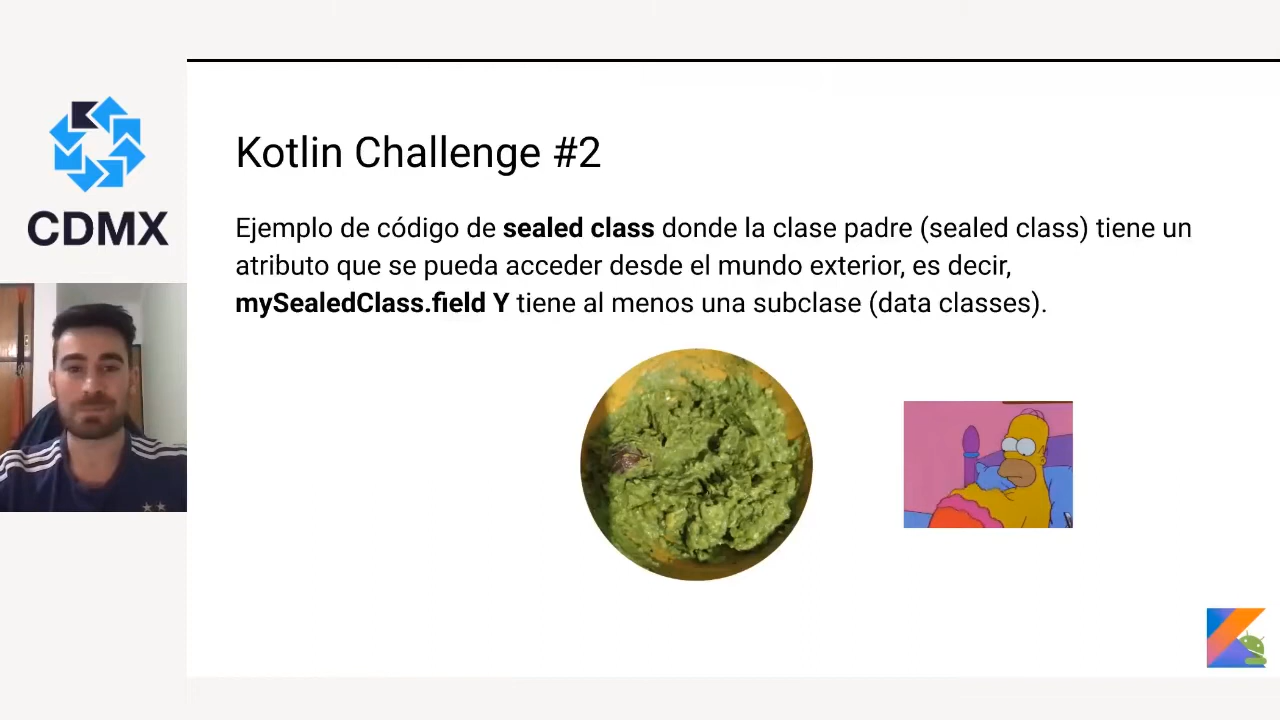 CDMX
Kotlin Challenge #2
Ejemplo de código de sealed class donde la clase padre (sealed class) tiene un
atributo que se pueda acceder desde el mundo exterior, es decir,
mySealedClass.field Y tiene al menos una subclase (data classes).